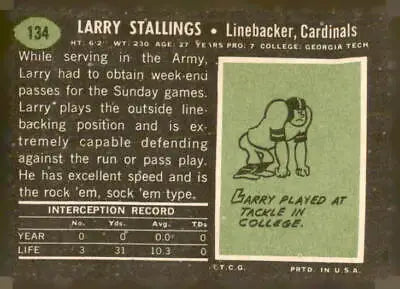 134 LARRY STALLINGS • Linebacker, Cardinals
HT. 6'2" WT. 230 AGE: 27 YEARS PRO: 7 COLLEGE: GEORGIA TECH
While serving in the Army,
Larry had to obtain week-end
passes for the Sunday games.
Larry plays the outside line-
backing position and is ex-
tremely capable defending
against the run or pass play.
He has excellent speed and is
the rock 'em, sock 'em type.
INTERCEPTION RECORD
No. Yds. Avg. TDs
YEAR 0 0 0.0 0
LIFE 3 31 10.3 0
LARRY PLAYED AT
TACKLE IN
COLLEGE.
©T.C.G. PRTD. IN U.S.A.